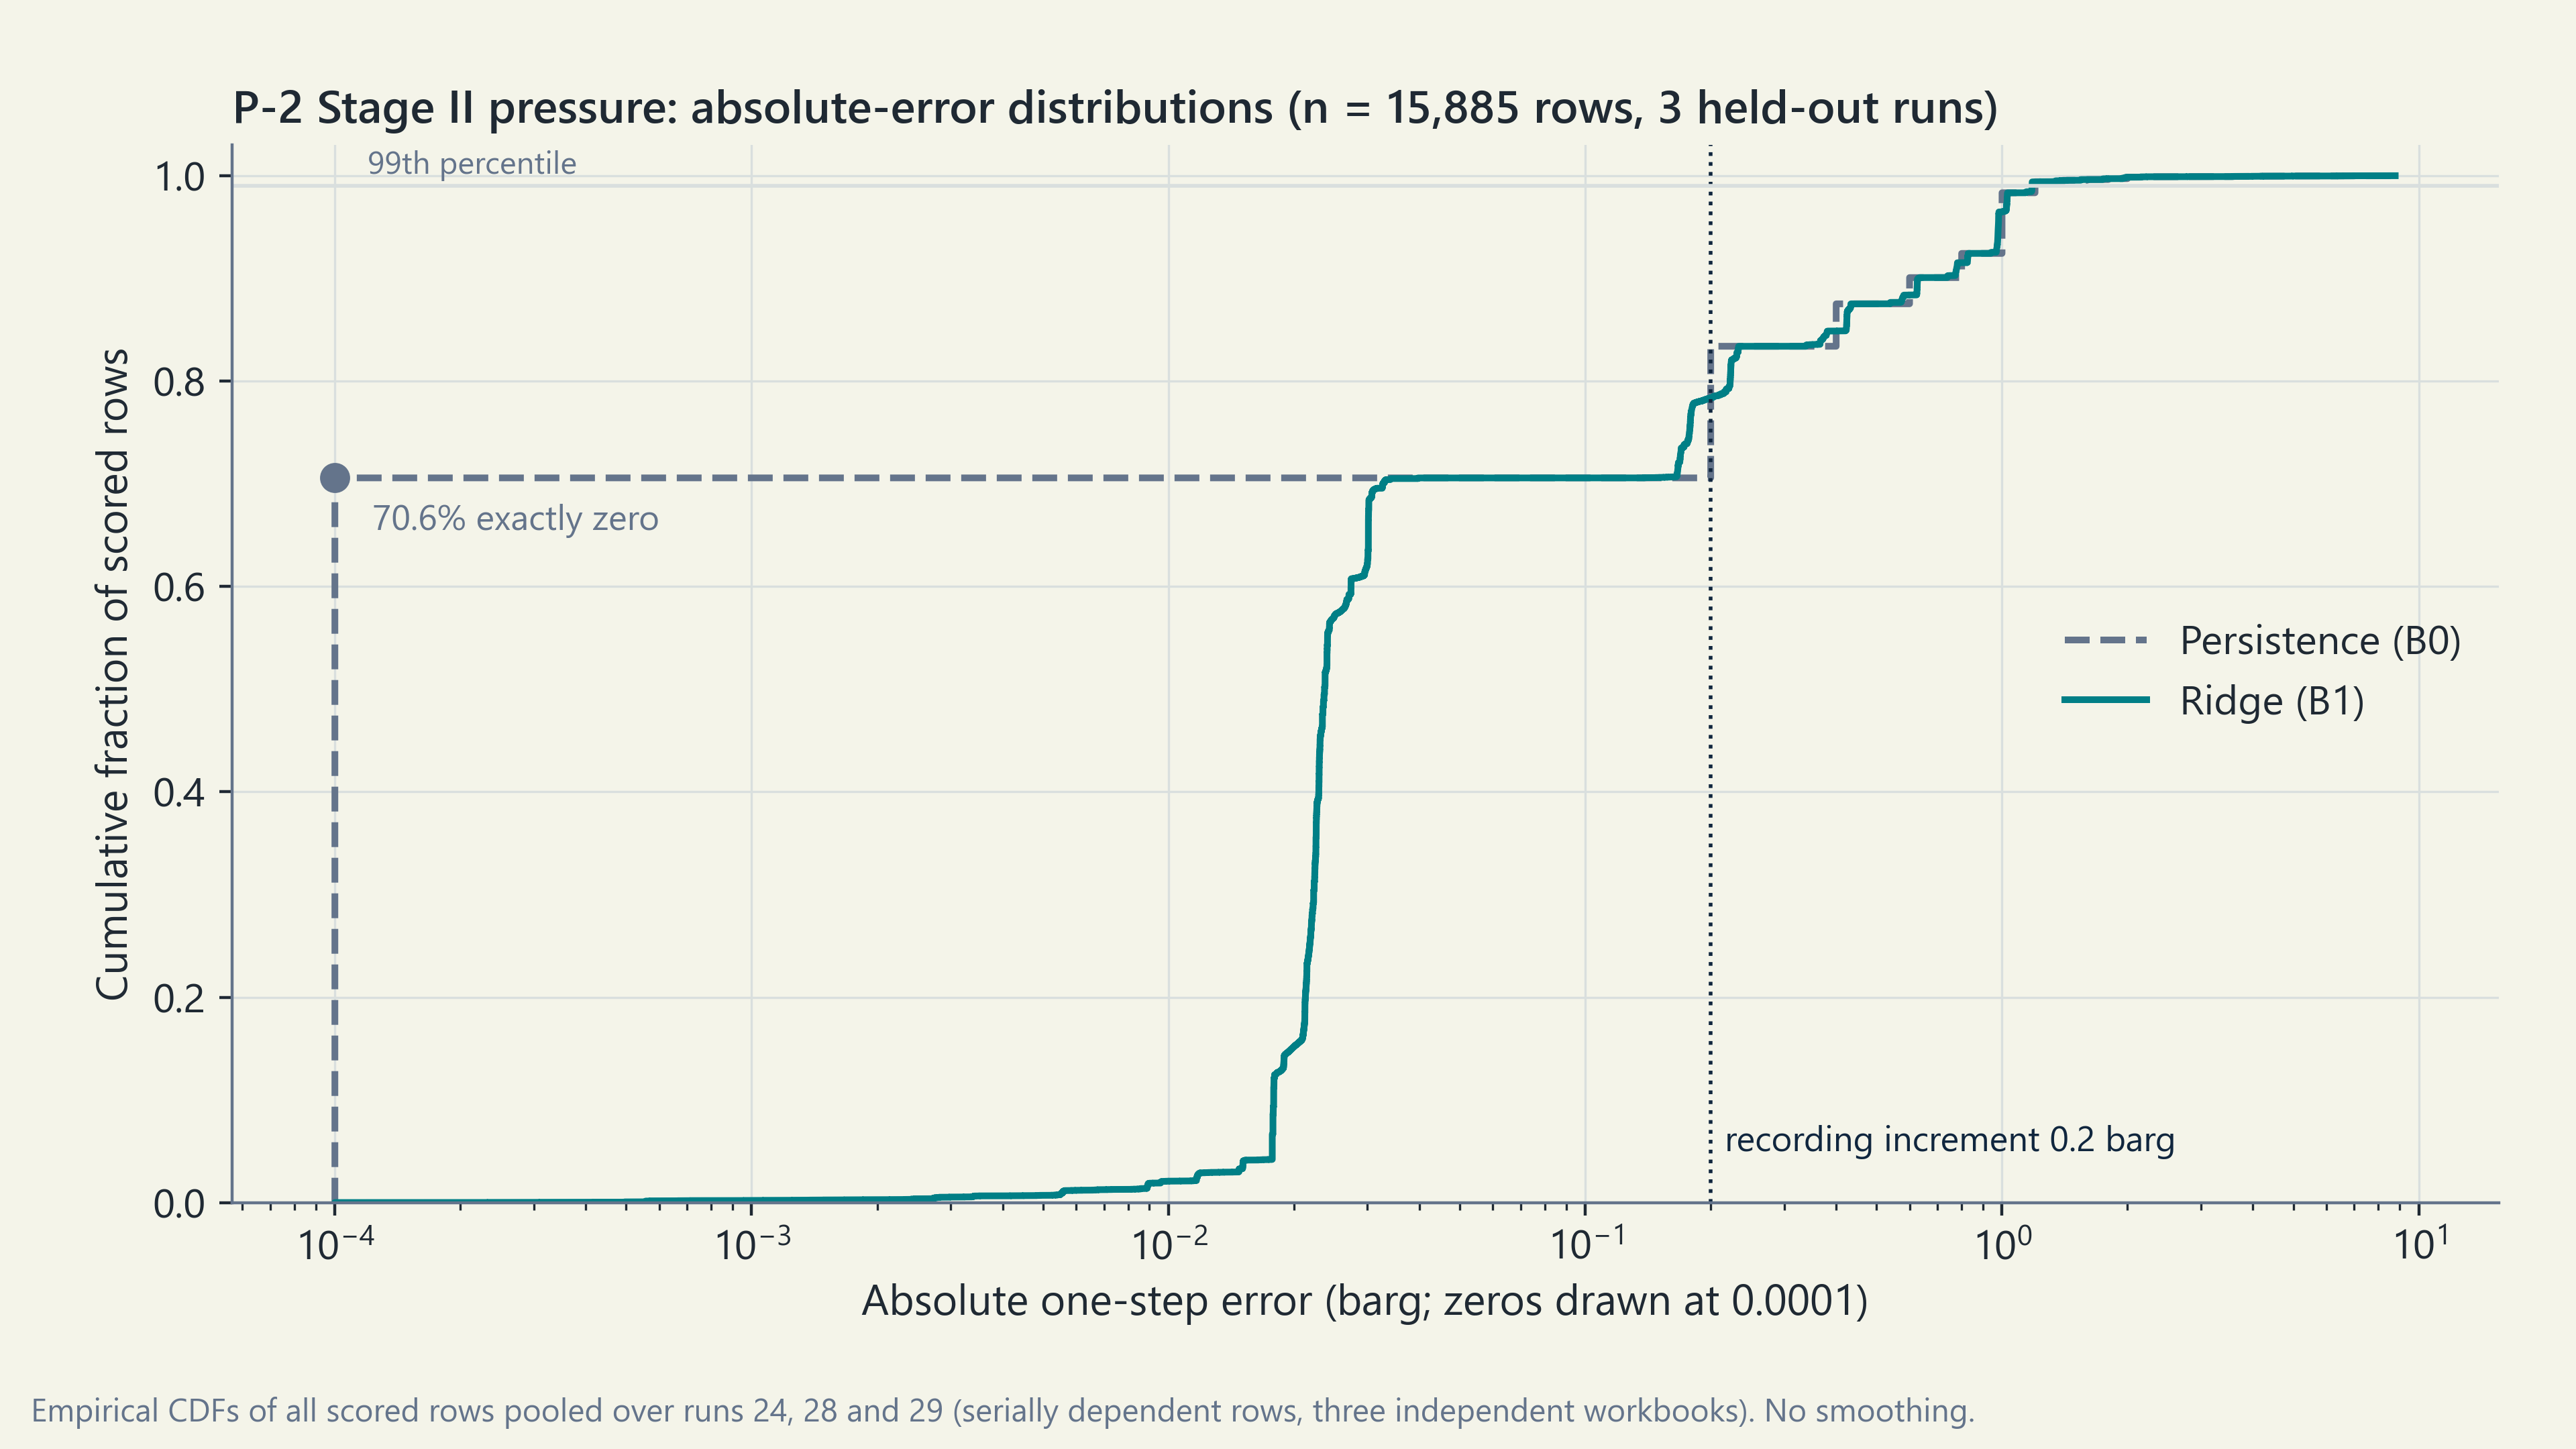 P-2 Stage II pressure: absolute-error distributions (n = 15,885 rows, 3 held-out runs)
99th percentile
1.0
0.8
70.6% exactly zero
0.6
Persistence (B0)
Ridge (B1)
0.4
0.2
recording increment 0.2 barg
0.0
Cumulative fraction of scored rows
10⁻⁴ 10⁻³ 10⁻² 10⁻¹ 10⁰ 10¹
Absolute one-step error (barg; zeros drawn at 0.0001)
Empirical CDFs of all scored rows pooled over runs 24, 28 and 29 (serially dependent rows, three independent workbooks). No smoothing.